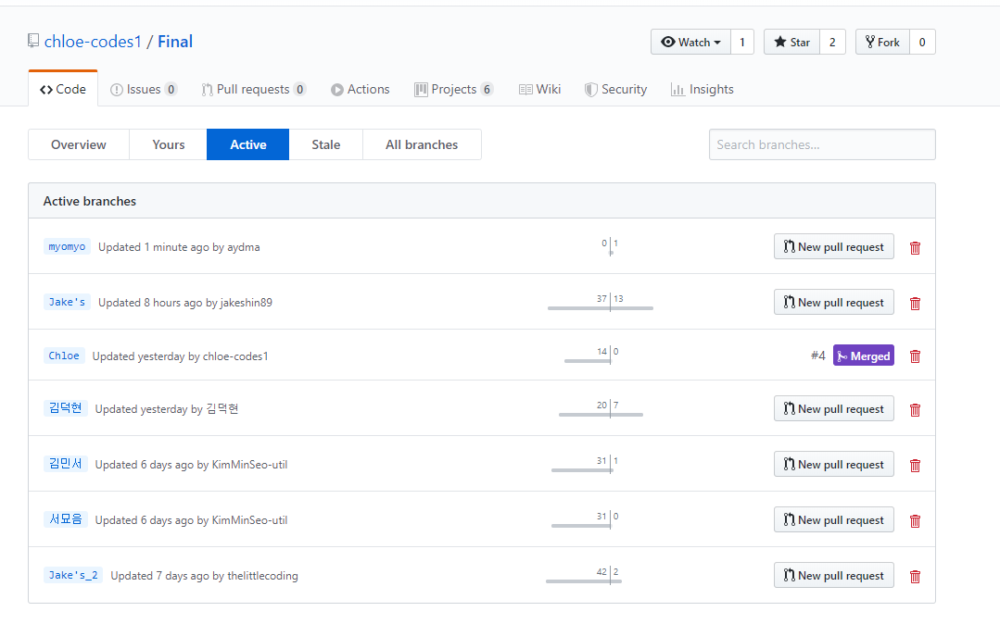 chloe-codes1 / Final Watch 1 Star 2 Fork 0
Code Issues 0 Pull requests 0 Actions Projects 6 Wiki Security Insights
Overview Yours Active Stale All branches Search branches...
Active branches
myomyo Updated 1 minute ago by aydma 0 1 New pull request
Jake's Updated 8 hours ago by jakeshin89 37 13 New pull request
Chloe Updated yesterday by chloe-codes1 14 0 #4 Merged
김덕현 Updated yesterday by 김덕현 20 7 New pull request
김민서 Updated 6 days ago by KimMinSeo-util 31 1 New pull request
서묘음 Updated 6 days ago by KimMinSeo-util 31 0 New pull request
Jake's_2 Updated 7 days ago by thelittlecoding 42 2 New pull request